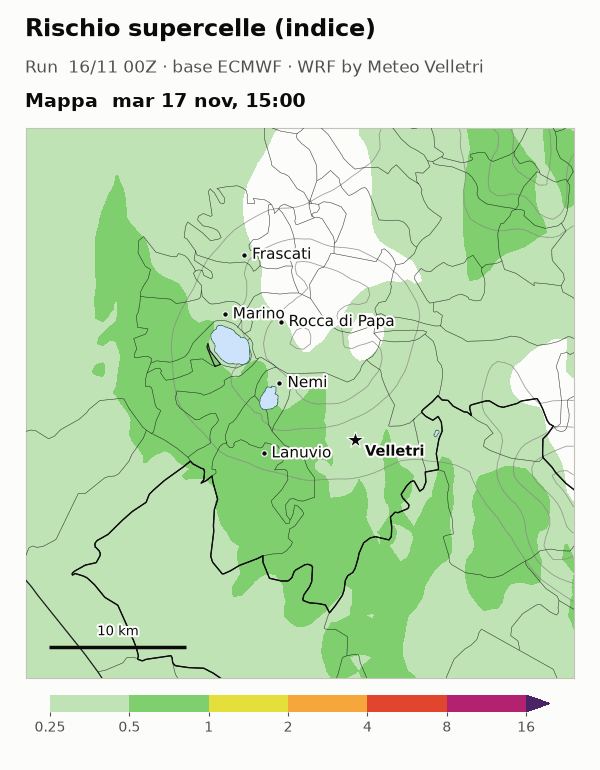 Rischio supercelle (indice)
Run  16/11 00Z · base ECMWF · WRF by Meteo Velletri
Mappa  mar 17 nov, 15:00
Frascati
Marino
Rocca di Papa
Nemi
Velletri
Lanuvio
10 km
0.25 0.5 1 2 4 8 16